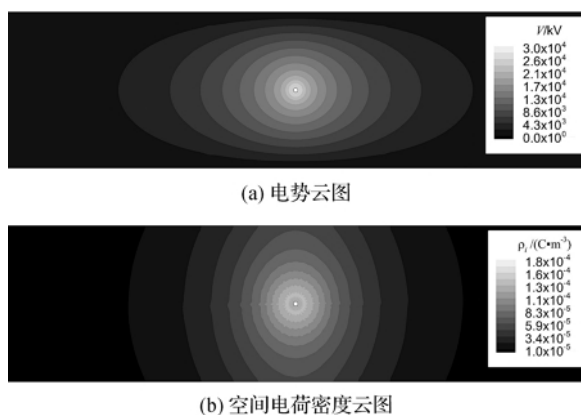 V/kV
3.0x10⁴
2.6x10⁴
2.1x10⁴
1.7x10⁴
1.3x10⁴
8.6x10³
4.3x10³
0.0x10⁰
(a) 电势云图
ρᵢ /(C•m⁻³)
1.8x10⁻⁴
1.6x10⁻⁴
1.3x10⁻⁴
1.1x10⁻⁴
8.3x10⁻⁵
5.9x10⁻⁵
3.4x10⁻⁵
1.0x10⁻⁵
(b) 空间电荷密度云图